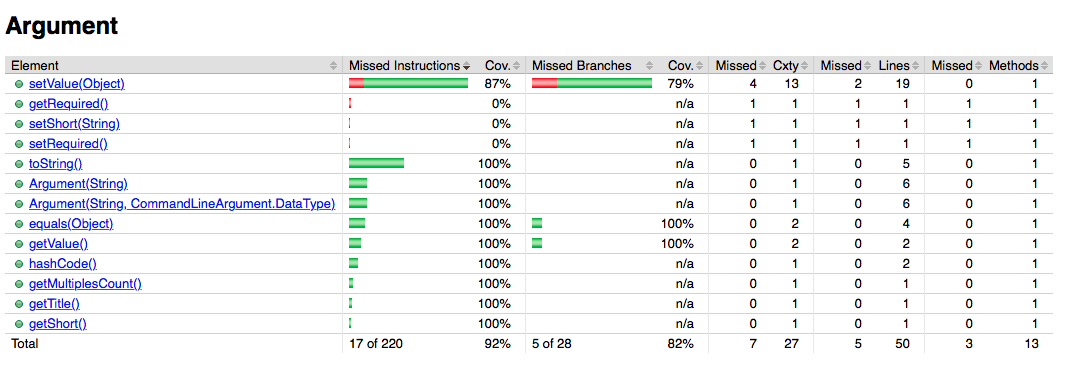 Argument
Element Missed Instructions Cov. Missed Branches Cov. Missed Cxty Missed Lines Missed Methods
setValue(Object) 87% 79% 4 13 2 19 0 1
getRequired() 0% n/a 1 1 1 1 1 1
setShort(String) 0% n/a 1 1 1 1 1 1
setRequired() 0% n/a 1 1 1 1 1 1
toString() 100% n/a 0 1 0 5 0 1
Argument(String) 100% n/a 0 1 0 6 0 1
Argument(String, CommandLineArgument.DataType) 100% n/a 0 1 0 6 0 1
equals(Object) 100% 100% 0 2 0 4 0 1
getValue() 100% 100% 0 2 0 2 0 1
hashCode() 100% n/a 0 1 0 2 0 1
getMultiplesCount() 100% n/a 0 1 0 1 0 1
getTitle() 100% n/a 0 1 0 1 0 1
getShort() 100% n/a 0 1 0 1 0 1
Total 17 of 220 92% 5 of 28 82% 7 27 5 50 3 13